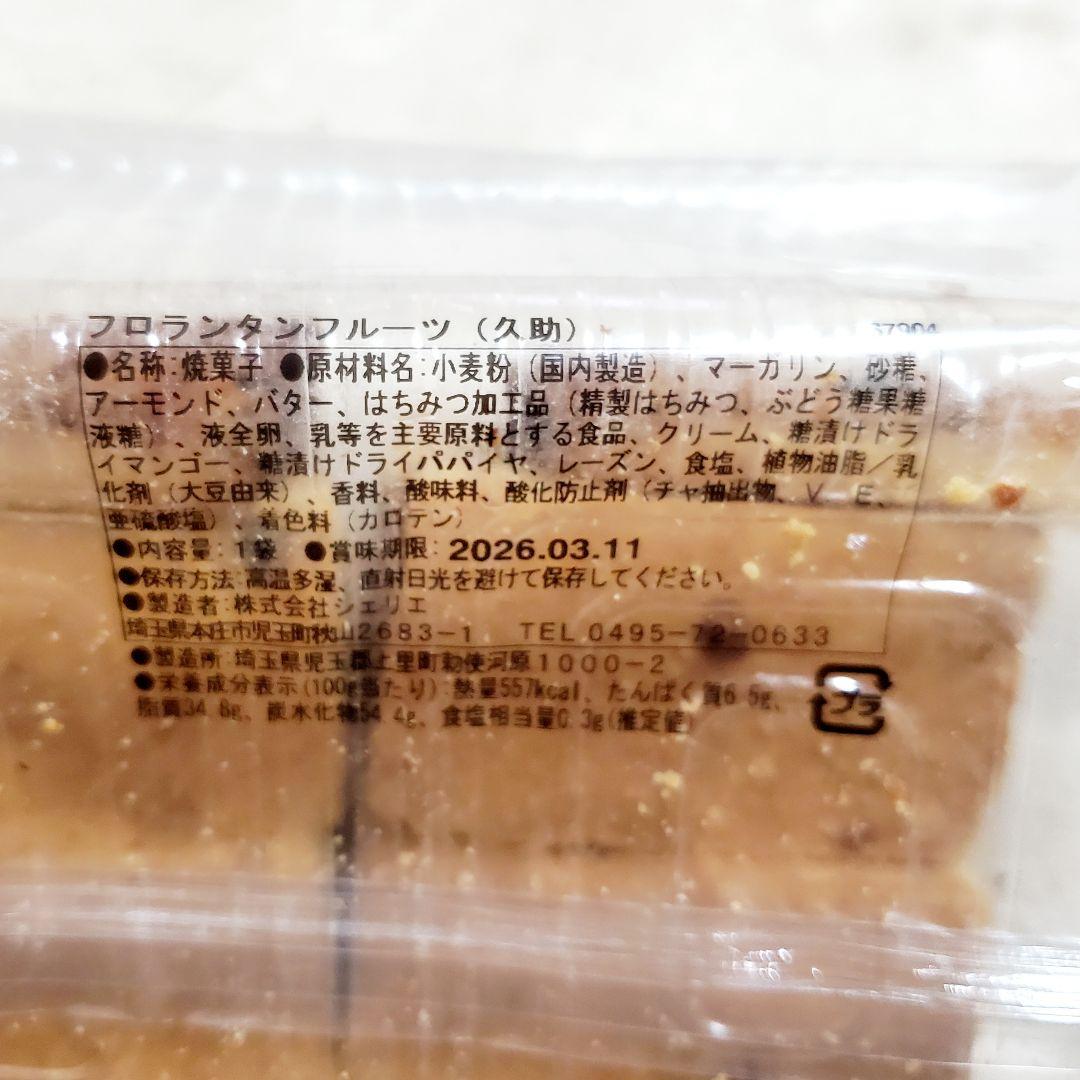 フロランタンフルーツ（久助） 37904
●名称:焼菓子 ●原材料名:小麦粉（国内製造）、マーガリン、砂糖、
アーモンド、バター、はちみつ加工品（精製はちみつ、ぶどう糖果糖
液糖）、液全卵、乳等を主要原料とする食品、クリーム、糖漬けドラ
イマンゴー、糖漬けドライパパイヤ、レーズン、食塩、植物油脂／乳
化剤（大豆由来）、香料、酸味料、酸化防止剤（チャ抽出物、V．E、
亜硫酸塩）、着色料（カロテン）
●内容量:1袋 ●賞味期限:2026.03.11
●保存方法:高温多湿、直射日光を避けて保存してください。
●製造者:株式会社シェリエ
埼玉県本庄市児玉町秋山2683−1 TEL 0495−72−0633
●製造所:埼玉県児玉郡上里町勅使河原1000−2
●栄養成分表示(100g当たり):熱量557kcal、たんぱく質6.6g、
脂質34.8g、炭水化物54.4g、食塩相当量0.3g(推定値)
プラ